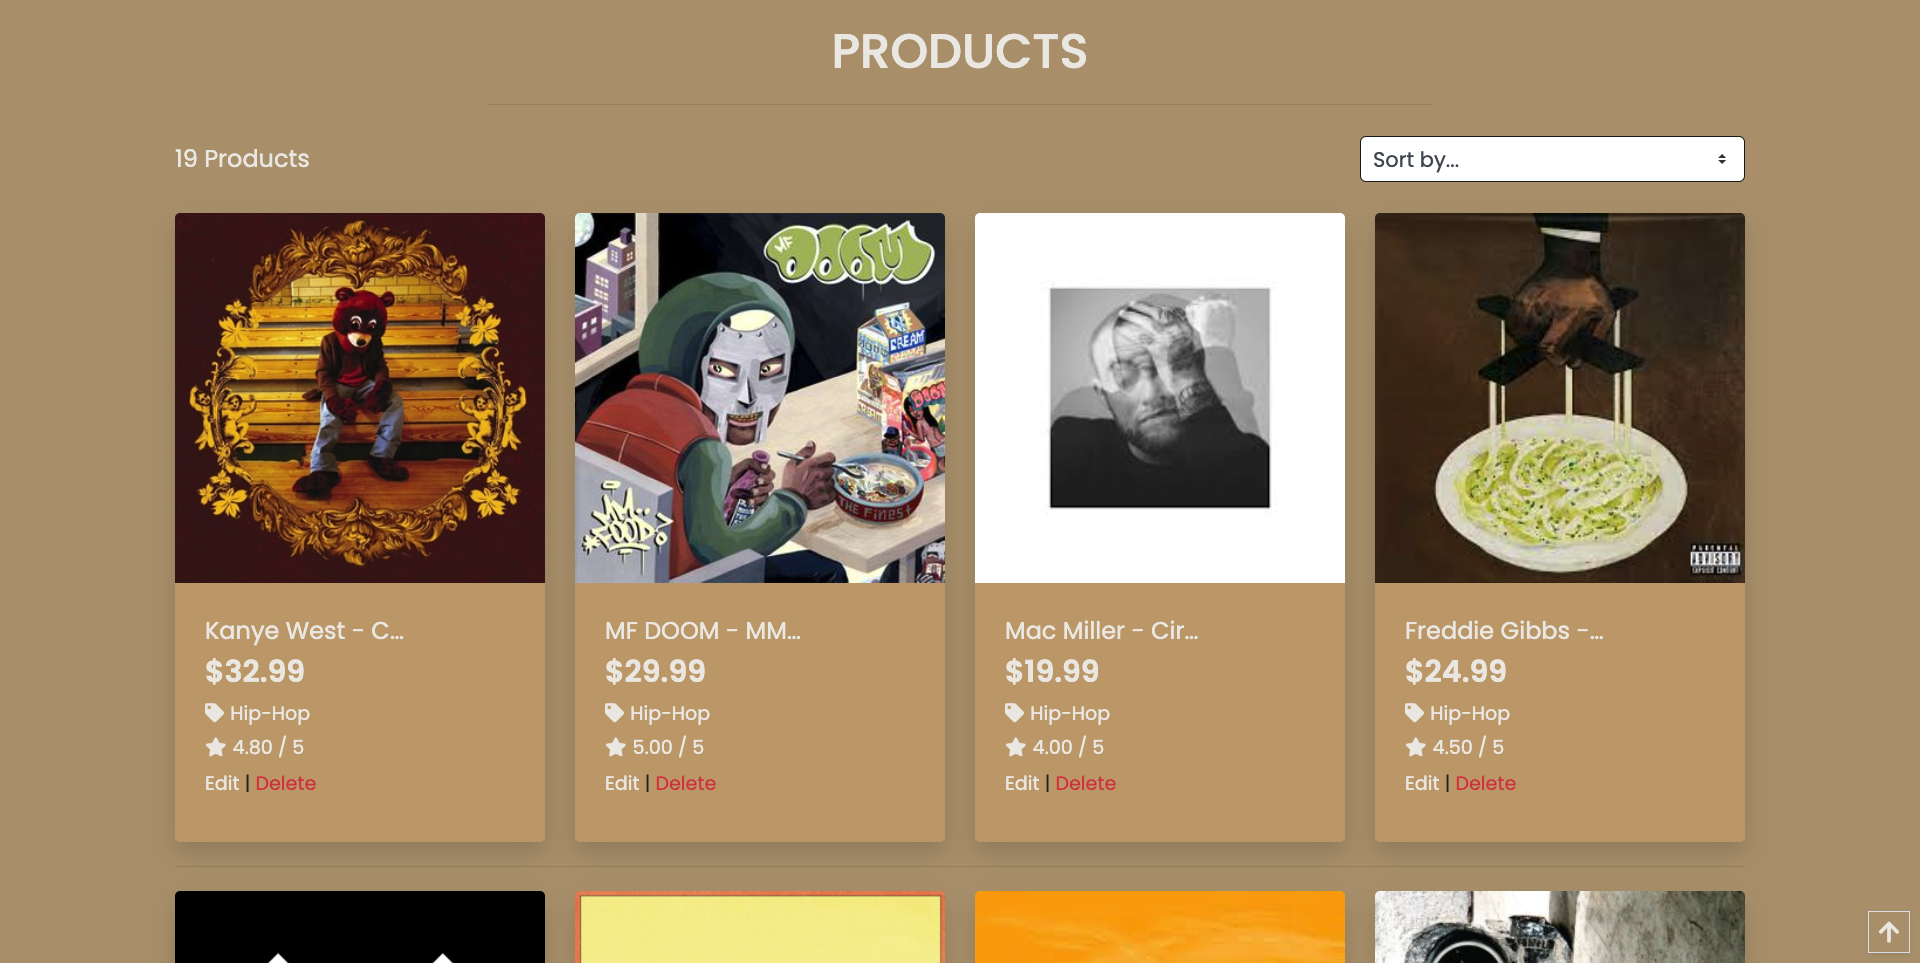 PRODUCTS
19 Products
Sort by...
MF DOOM
CREAM
MM..
FOOD
THE FINEST
PARENTAL
ADVISORY
EXPLICIT CONTENT
Kanye West - C...
$32.99
Hip-Hop
4.80 / 5
Edit | Delete
MF DOOM - MM...
$29.99
Hip-Hop
5.00 / 5
Edit | Delete
Mac Miller - Cir...
$19.99
Hip-Hop
4.00 / 5
Edit | Delete
Freddie Gibbs -...
$24.99
Hip-Hop
4.50 / 5
Edit | Delete